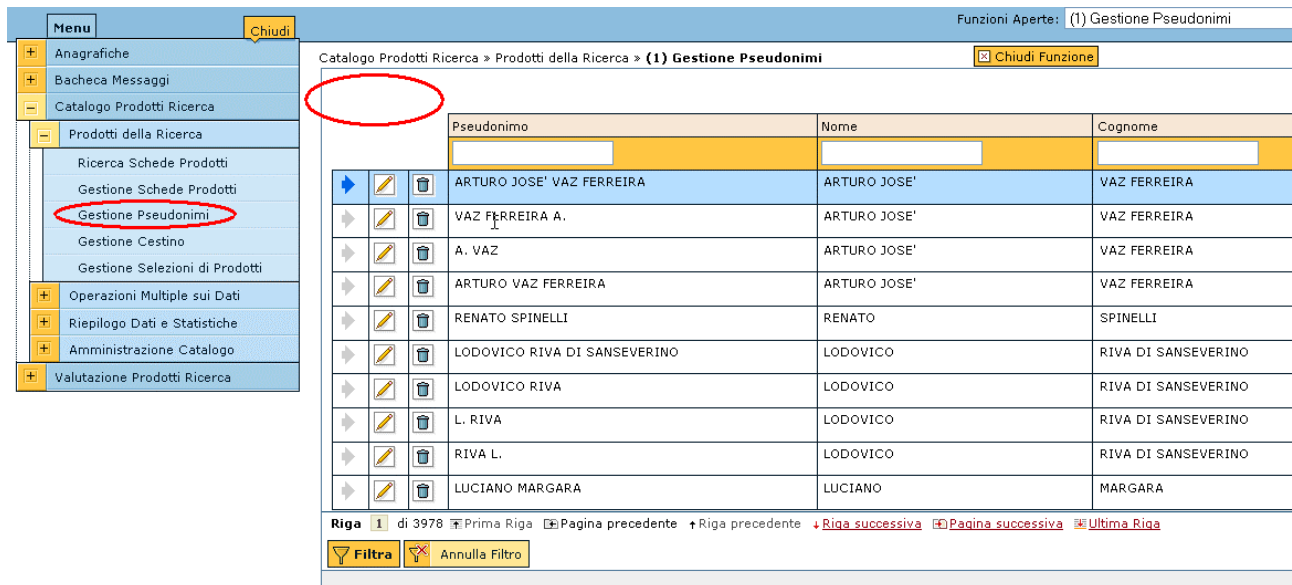 Menu Chiudi Funzioni Aperte: (1) Gestione Pseudonimi
Anagrafiche
Catalogo Prodotti Ricerca » Prodotti della Ricerca » (1) Gestione Pseudonimi Chiudi Funzione
Bacheca Messaggi
Catalogo Prodotti Ricerca
Prodotti della Ricerca
Ricerca Schede Prodotti
Gestione Schede Prodotti
Gestione Pseudonimi
Gestione Cestino
Gestione Selezioni di Prodotti
Operazioni Multiple sui Dati
Riepilogo Dati e Statistiche
Amministrazione Catalogo
Valutazione Prodotti Ricerca
Pseudonimo Nome Cognome
ARTURO JOSE' VAZ FERREIRA ARTURO JOSE' VAZ FERREIRA
VAZ FERREIRA A. ARTURO JOSE' VAZ FERREIRA
A. VAZ ARTURO JOSE' VAZ FERREIRA
ARTURO VAZ FERREIRA ARTURO JOSE' VAZ FERREIRA
RENATO SPINELLI RENATO SPINELLI
LODOVICO RIVA DI SANSEVERINO LODOVICO RIVA DI SANSEVERINO
LODOVICO RIVA LODOVICO RIVA DI SANSEVERINO
L. RIVA LODOVICO RIVA DI SANSEVERINO
RIVA L. LODOVICO RIVA DI SANSEVERINO
LUCIANO MARGARA LUCIANO MARGARA
Riga 1 di 3978 Prima Riga Pagina precedente Riga precedente Riga successiva Pagina successiva Ultima Riga
Filtra Annulla Filtro